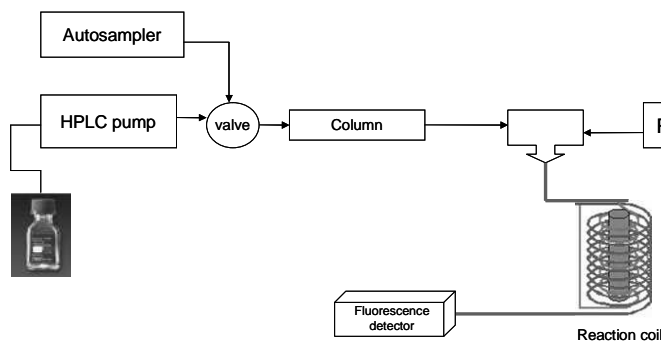 Autosampler
HPLC pump
valve
Column
Fluorescence
detector
Reaction coil